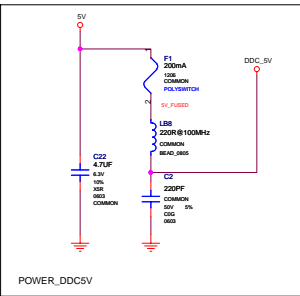 5V
1
F1
200mA
1206
COMMON
POLYSWITCH
DDC_5V
2
5V_FUSED
LB8
220R@100MHz
COMMON
BEAD_0805
C22
4.7UF
6.3V
10%
X5R
0603
COMMON
C2
220PF
COMMON
50V 5%
C0G
0603
POWER_DDC5V